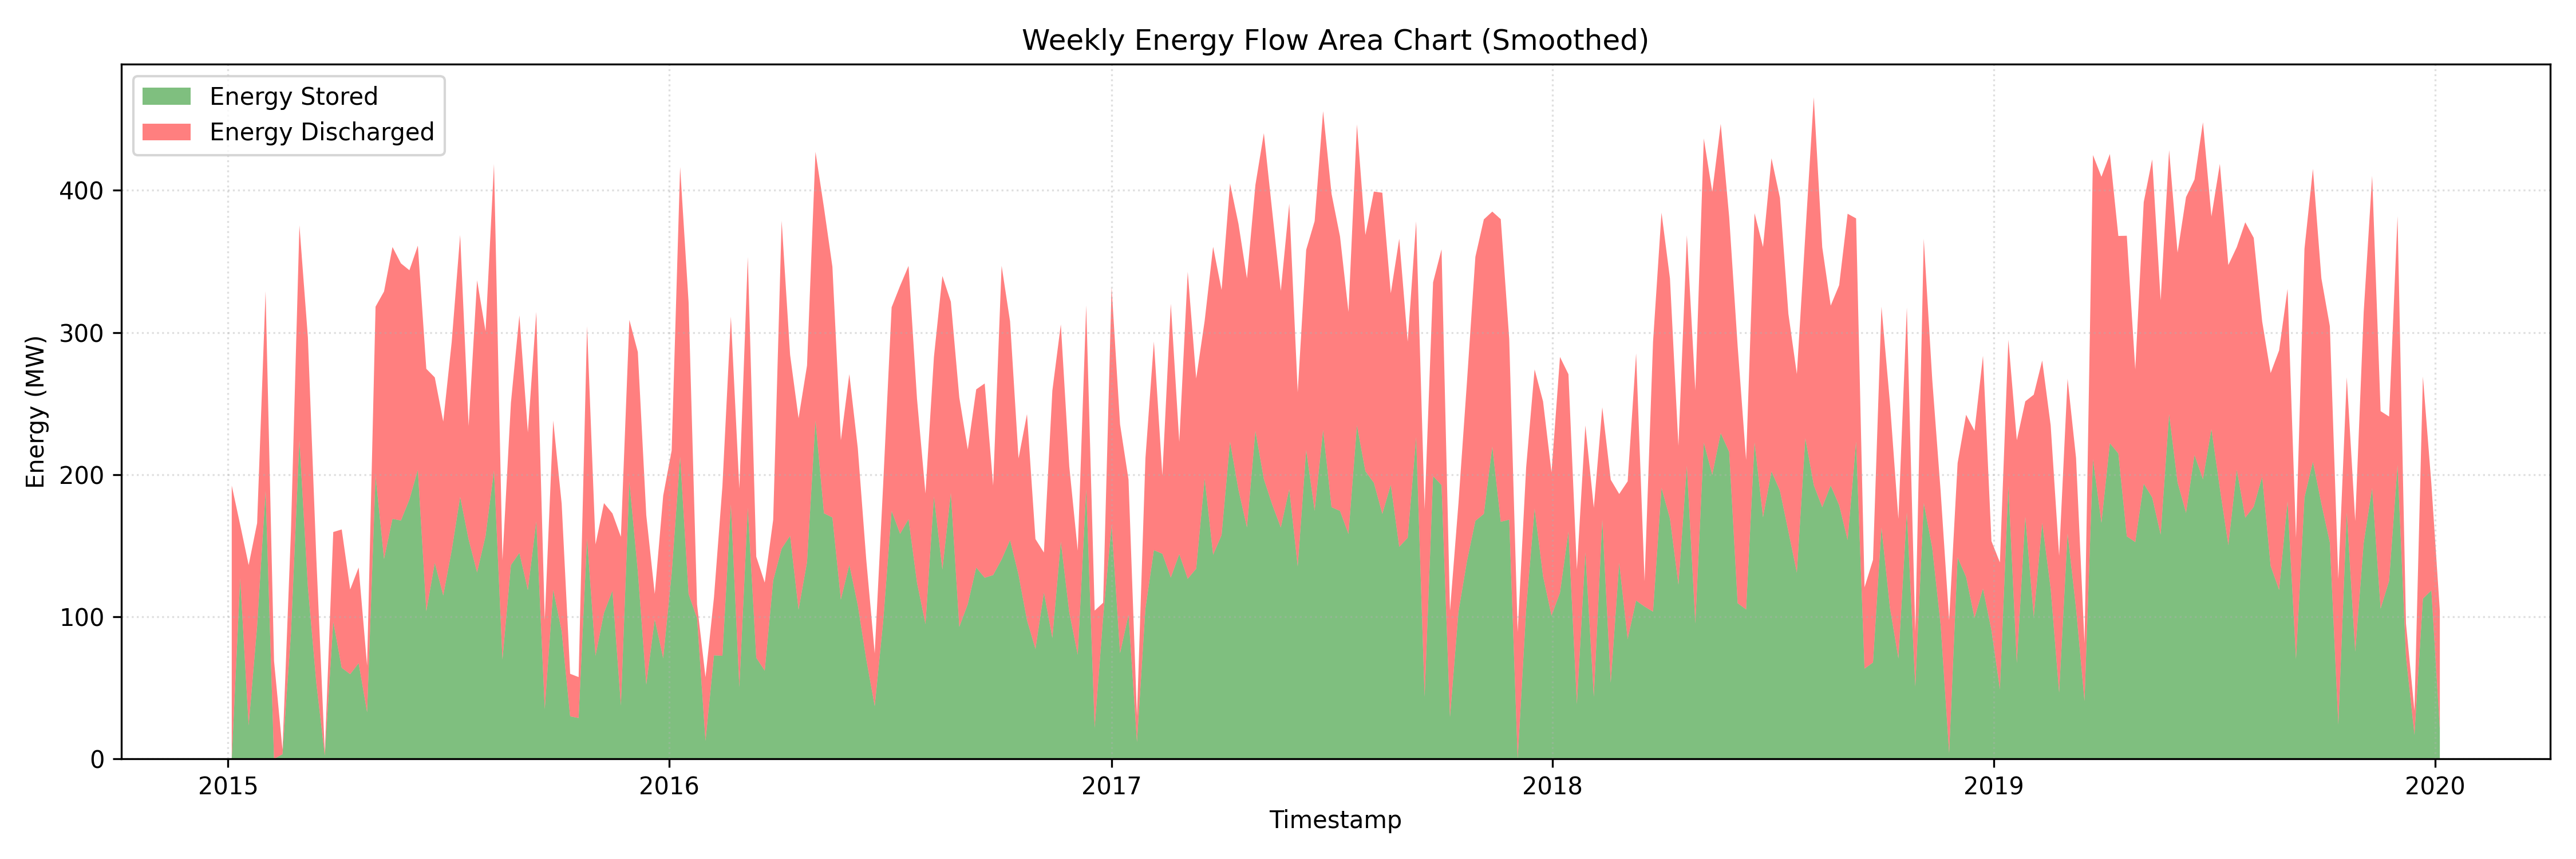 Weekly Energy Flow Area Chart (Smoothed)
Energy Stored
Energy Discharged
Energy (MW)
400
300
200
100
0
2015
2016
2017
2018
2019
2020
Timestamp